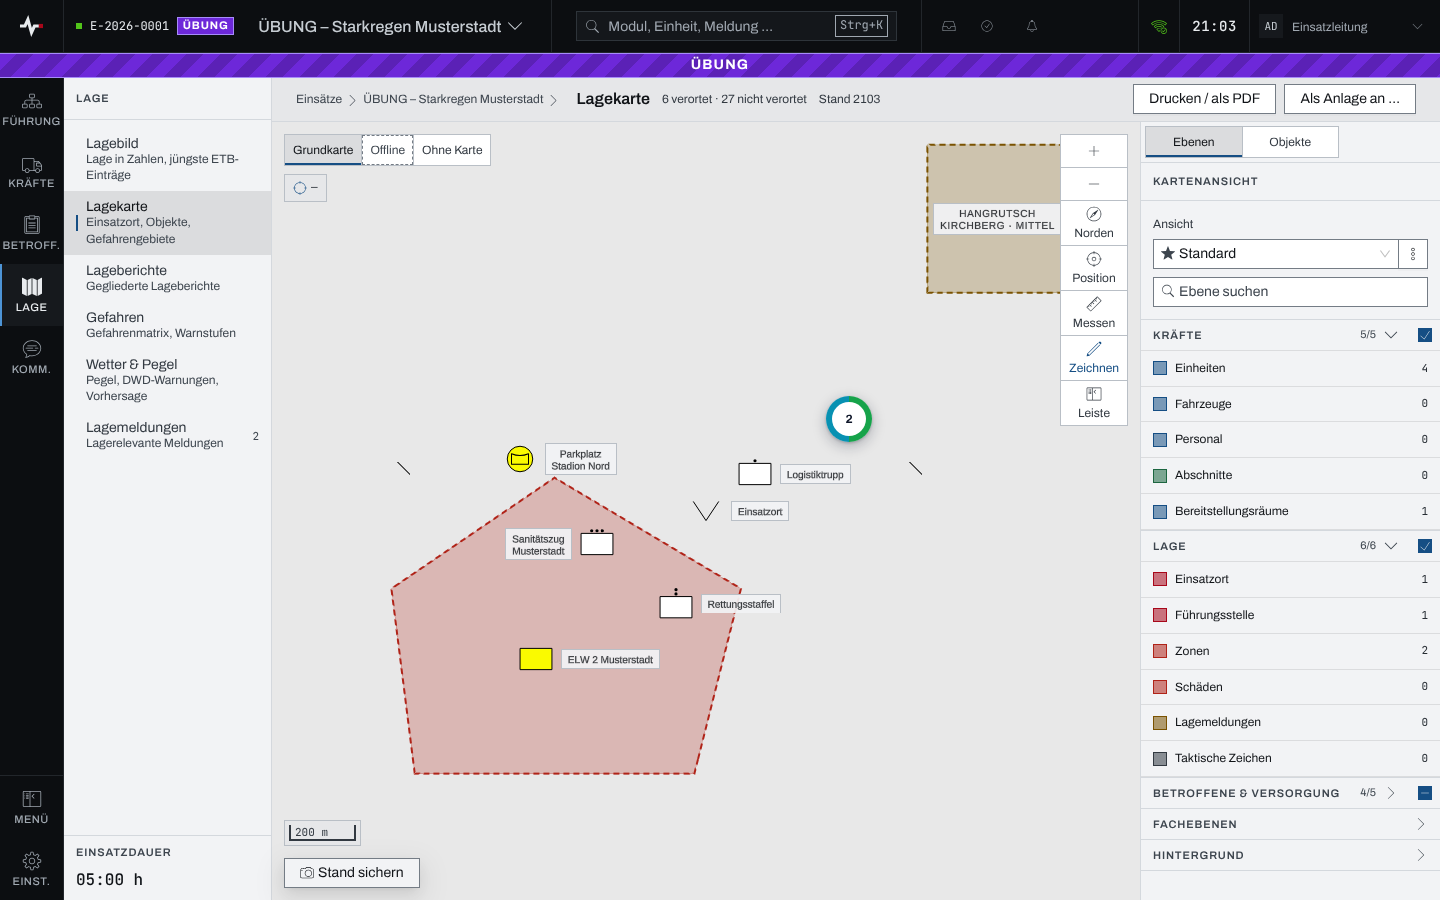 E-2026-0001 ÜBUNG ÜBUNG – Starkregen Musterstadt
Modul, Einheit, Meldung ... Strg+K
21:03 AD Einsatzleitung
ÜBUNG
FÜHRUNG
KRÄFTE
BETROFF.
LAGE
KOMM.
MENÜ
EINST.
LAGE
Lagebild
Lage in Zahlen, jüngste ETB-
Einträge
Lagekarte
Einsatzort, Objekte,
Gefahrengebiete
Lageberichte
Gegliederte Lageberichte
Gefahren
Gefahrenmatrix, Warnstufen
Wetter & Pegel
Pegel, DWD-Warnungen,
Vorhersage
Lagemeldungen
Lagerelevante Meldungen 2
EINSATZDAUER
05:00 h
Einsätze ÜBUNG – Starkregen Musterstadt Lagekarte 6 verortet · 27 nicht verortet Stand 2103
Drucken / als PDF Als Anlage an ...
Grundkarte Offline Ohne Karte
–
HANGRUTSCH
KIRCHBERG · MITTEL
Norden
Position
Messen
Zeichnen
Leiste
2
Parkplatz
Stadion Nord
Logistiktrupp
Einsatzort
Sanitätszug
Musterstadt
Rettungsstaffel
ELW 2 Musterstadt
200 m
Stand sichern
Ebenen Objekte
KARTENANSICHT
Ansicht
Standard
Ebene suchen
KRÄFTE 5/5
Einheiten 4
Fahrzeuge 0
Personal 0
Abschnitte 0
Bereitstellungsräume 1
LAGE 6/6
Einsatzort 1
Führungsstelle 1
Zonen 2
Schäden 0
Lagemeldungen 0
Taktische Zeichen 0
BETROFFENE & VERSORGUNG 4/5
FACHEBENEN
HINTERGRUND